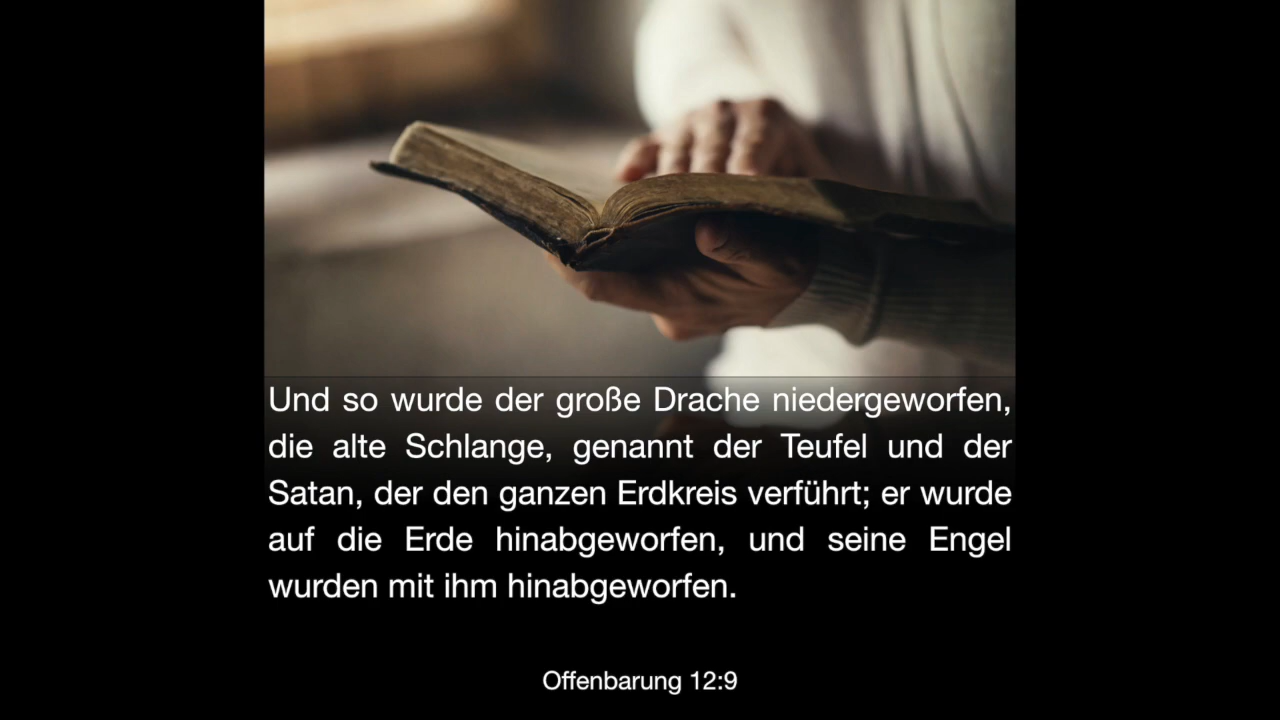 Und so wurde der große Drache niedergeworfen,
die alte Schlange, genannt der Teufel und der
Satan, der den ganzen Erdkreis verführt; er wurde
auf die Erde hinabgeworfen, und seine Engel
wurden mit ihm hinabgeworfen.
Offenbarung 12:9